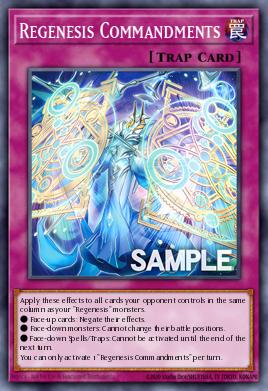 Regenesis Commandments
TRAP
罠
[Trap Card]
SAMPLE
Apply these effects to all cards your opponent controls in the same
column as your "Regenesis" monsters.
● Face-up cards: Negate their effects.
● Face-down monsters: Cannot change their battle positions.
● Face-down Spells/Traps: Cannot be activated until the end of the
next turn.
You can only activate 1 "Regenesis Commandments" per turn.